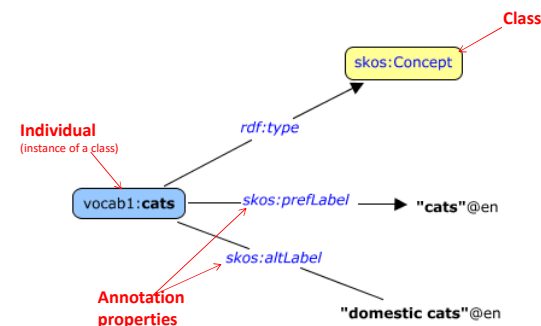 Class
skos:Concept
rdf:type
Individual
(instance of a class)
vocab1:cats
skos:prefLabel
"cats"@en
skos:altLabel
Annotation
properties
"domestic cats"@en